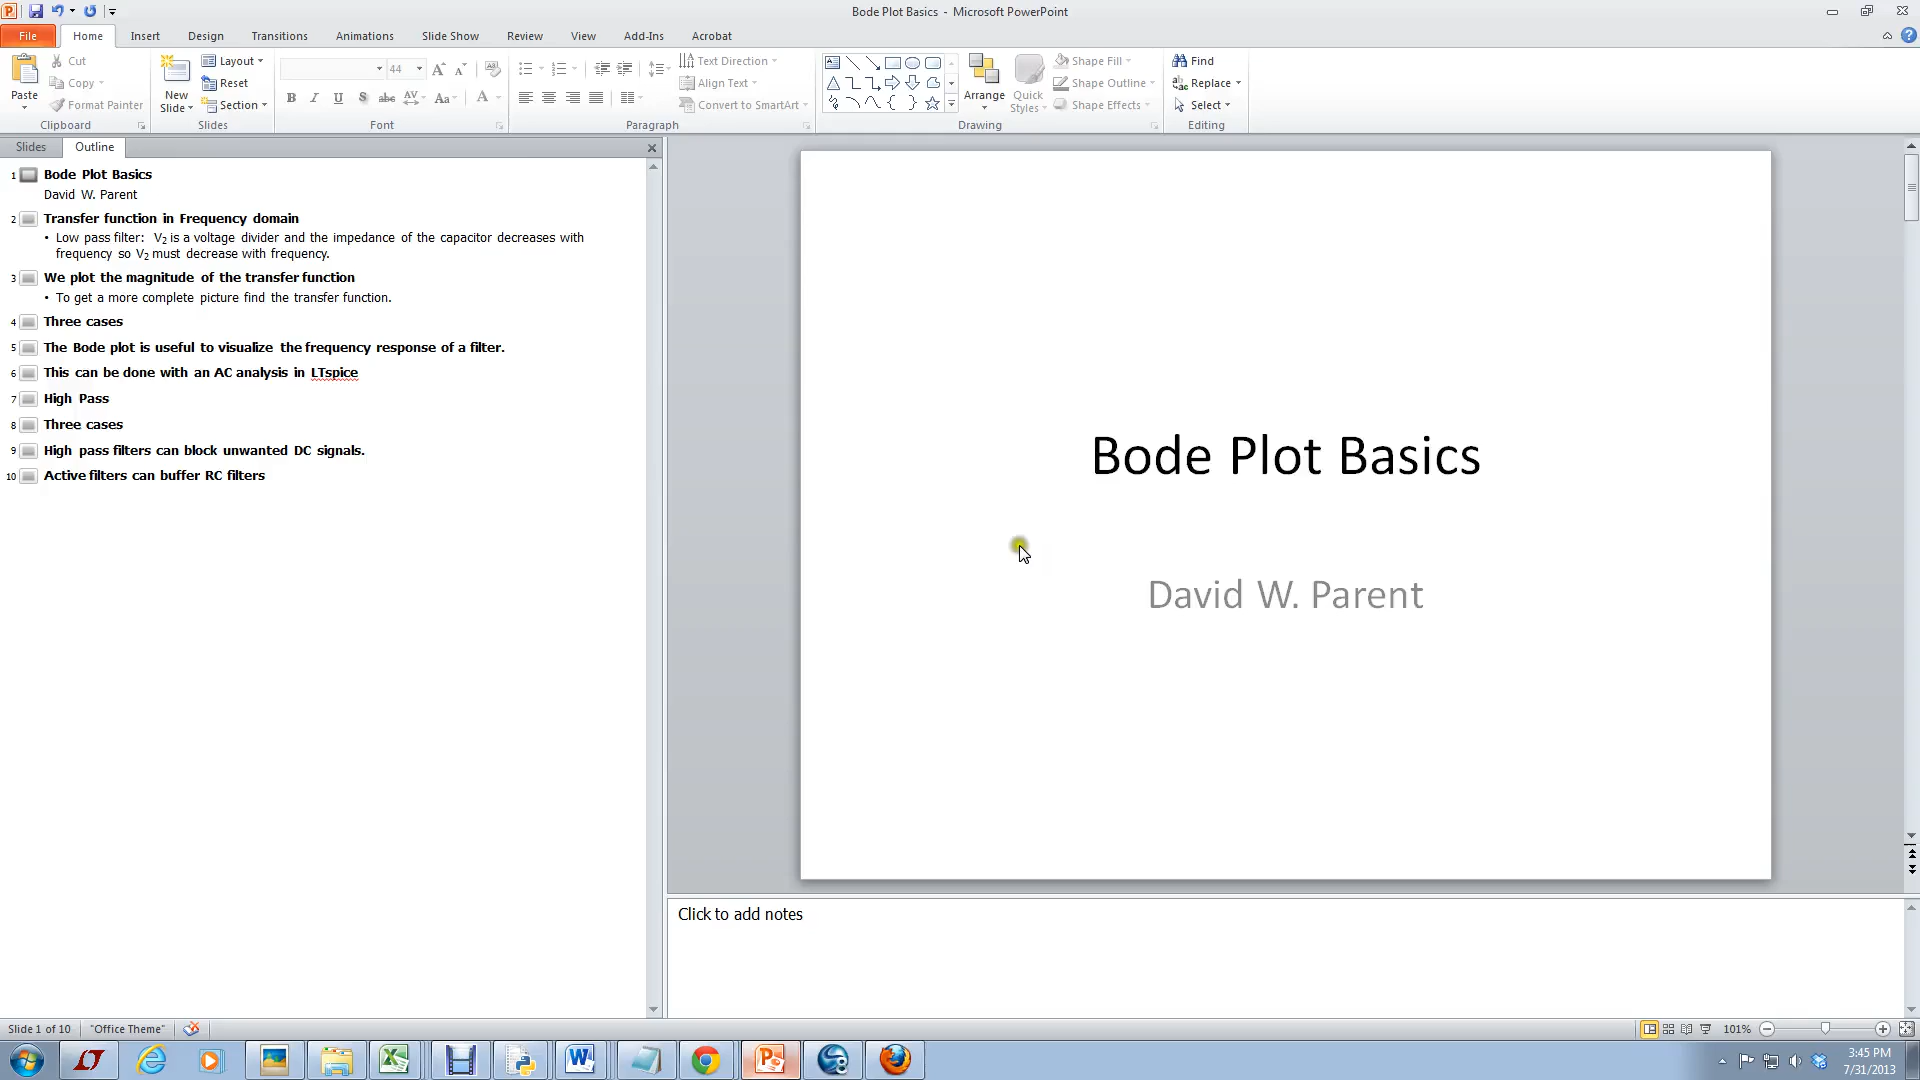 Bode Plot Basics - Microsoft PowerPoint
File Home Insert Design Transitions Animations Slide Show Review View Add-Ins Acrobat
Paste
Cut
Copy
Format Painter
Clipboard
New
Slide
Layout
Reset
Section
Slides
44
B I U S abc AV Aa A
Font
Text Direction
Align Text
Convert to SmartArt
Paragraph
Arrange
Quick
Styles
Shape Fill
Shape Outline
Shape Effects
Drawing
Find
Replace
Select
Editing
Slides Outline
1 Bode Plot Basics
David W. Parent
2 Transfer function in Frequency domain
• Low pass filter: V2 is a voltage divider and the impedance of the capacitor decreases with
frequency so V2 must decrease with frequency.
3 We plot the magnitude of the transfer function
• To get a more complete picture find the transfer function.
4 Three cases
5 The Bode plot is useful to visualize the frequency response of a filter.
6 This can be done with an AC analysis in LTspice
7 High Pass
8 Three cases
9 High pass filters can block unwanted DC signals.
10 Active filters can buffer RC filters
Bode Plot Basics
David W. Parent
Click to add notes
Slide 1 of 10 "Office Theme" 101%
3:45 PM
7/31/2013